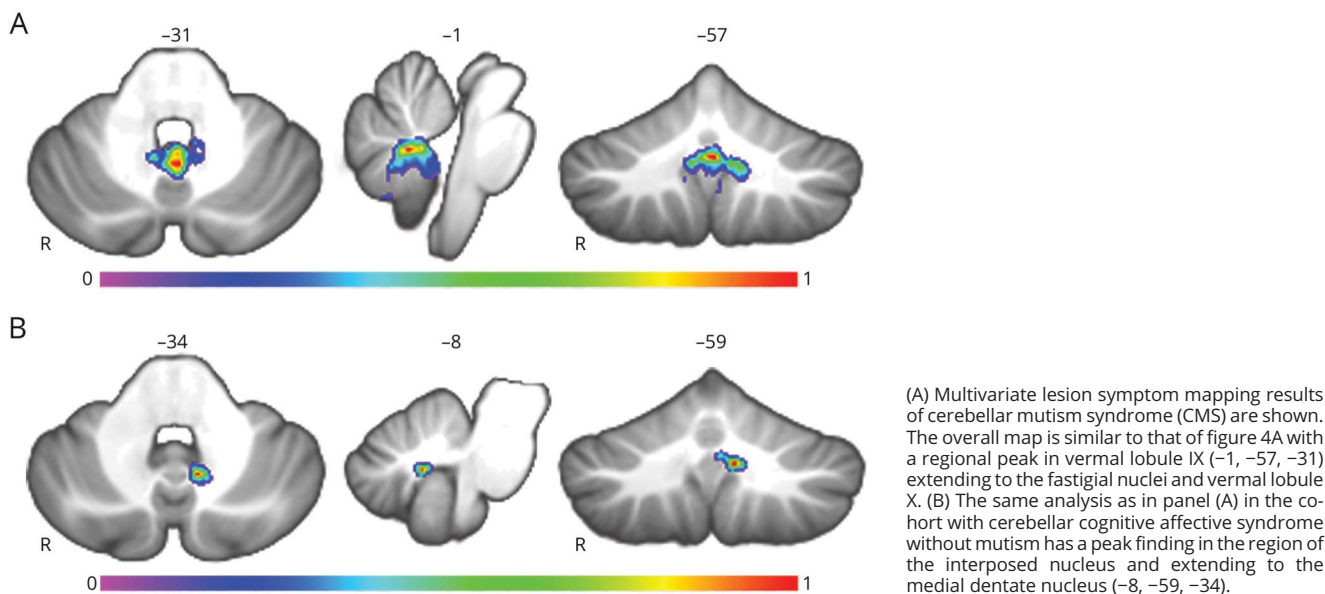 A
−31
−1
−57
R
R
0
1
B
−34
−8
−59
R
R
0
1
(A) Multivariate lesion symptom mapping results
of cerebellar mutism syndrome (CMS) are shown.
The overall map is similar to that of figure 4A with
a regional peak in vermal lobule IX (−1, −57, −31)
extending to the fastigial nuclei and vermal lobule
X. (B) The same analysis as in panel (A) in the co-
hort with cerebellar cognitive affective syndrome
without mutism has a peak finding in the region of
the interposed nucleus and extending to the
medial dentate nucleus (−8, −59, −34).